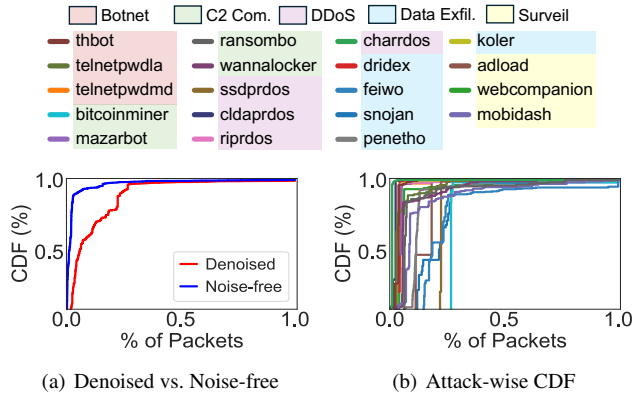 Botnet C2 Com. DDoS Data Exfil. Surveil
thbot ransombo charrdos koler
telnetpwdla wannalocker dridex adload
telnetpwdmd ssdprdos feiwo webcompanion
bitcoinminer cldaprdos snojan mobidash
mazarbot riprdos penetho
CDF (%)
1.0
0.5
Denoised
Noise-free
0.0 0.5 1.0
% of Packets
(a) Denoised vs. Noise-free
CDF (%)
1.0
0.5
0.0 0.5 1.0
% of Packets
(b) Attack-wise CDF